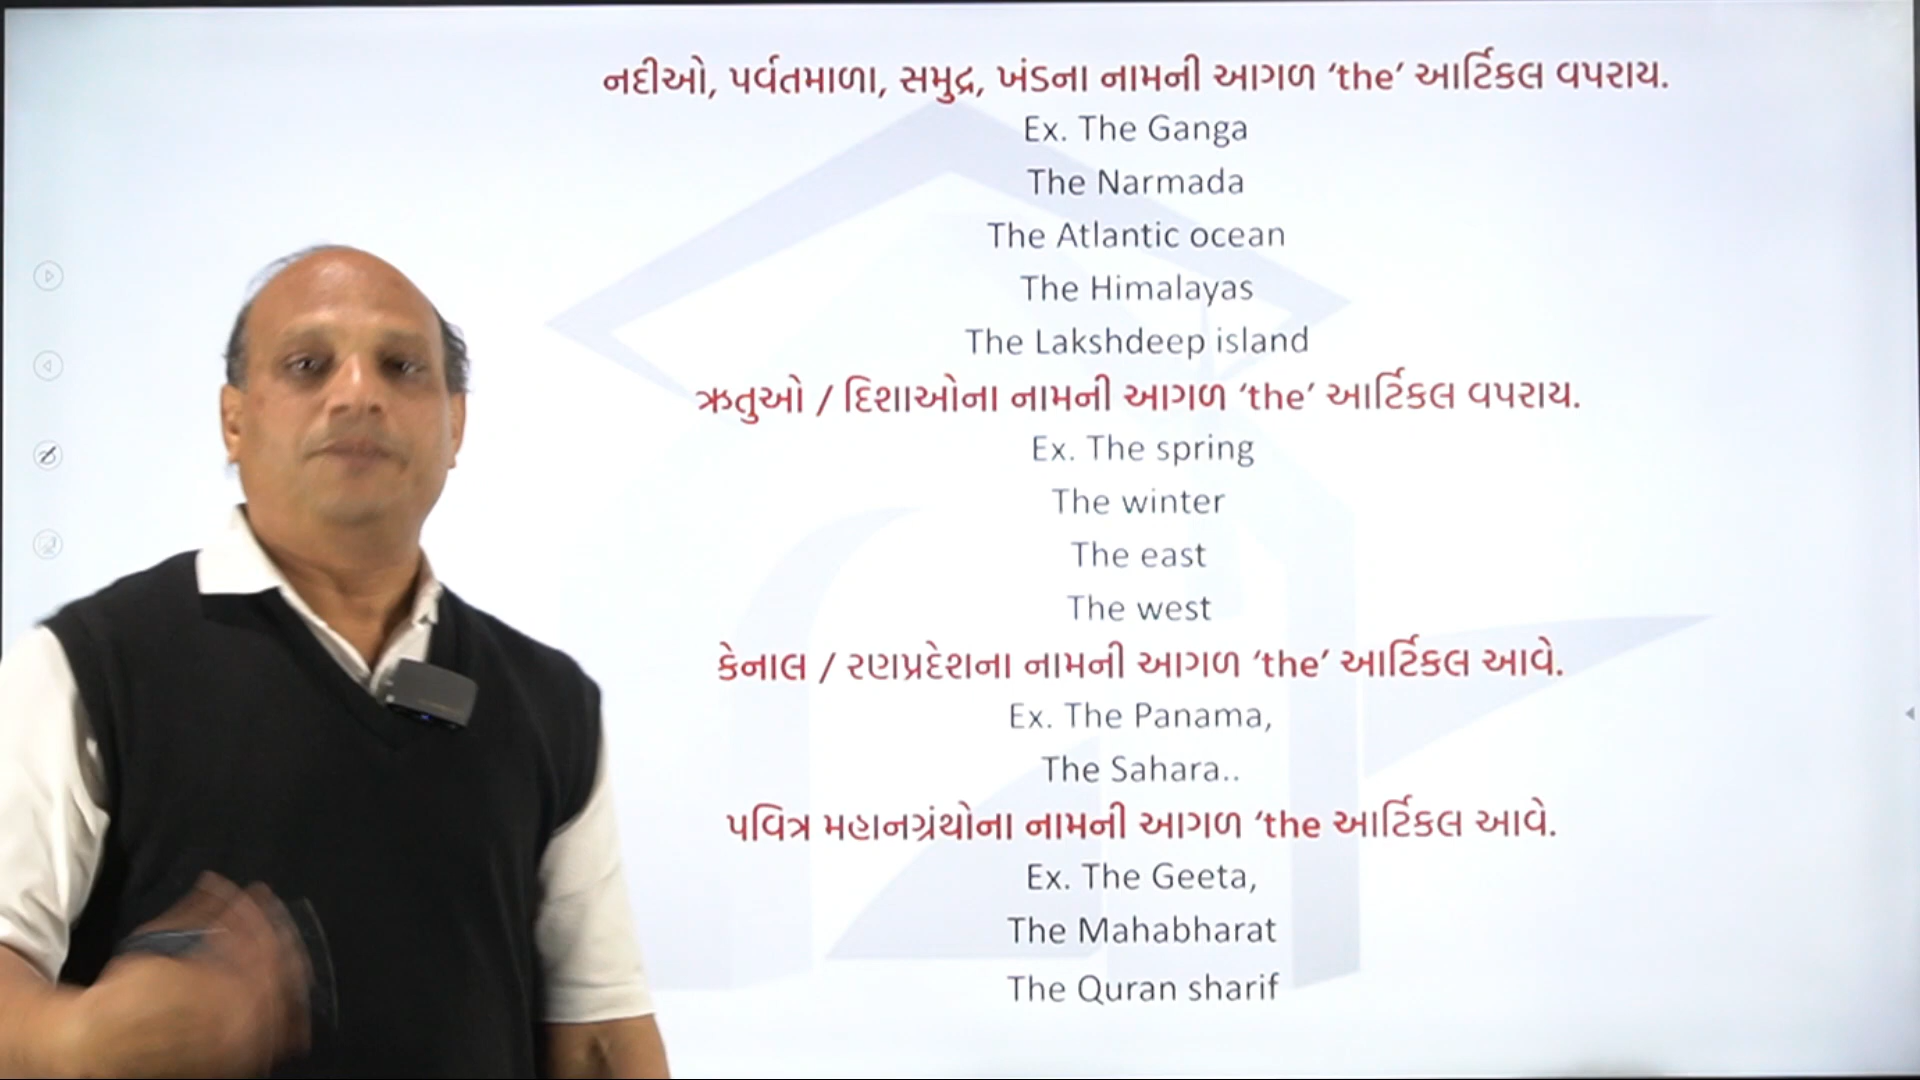 નદીઓ, પર્વતમાળા, સમુદ્ર, ખંડના નામની આગળ ‘the’ આર્ટિકલ વપરાય.
Ex. The Ganga
The Narmada
The Atlantic ocean
The Himalayas
The Lakshdeep island
ઋતુઓ / દિશાઓના નામની આગળ ‘the’ આર્ટિકલ વપરાય.
Ex. The spring
The winter
The east
The west
કેનાલ / રણપ્રદેશના નામની આગળ ‘the’ આર્ટિકલ આવે.
Ex. The Panama,
The Sahara..
પવિત્ર મહાનગ્રંથોના નામની આગળ ‘the આર્ટિકલ આવે.
Ex. The Geeta,
The Mahabharat
The Quran sharif